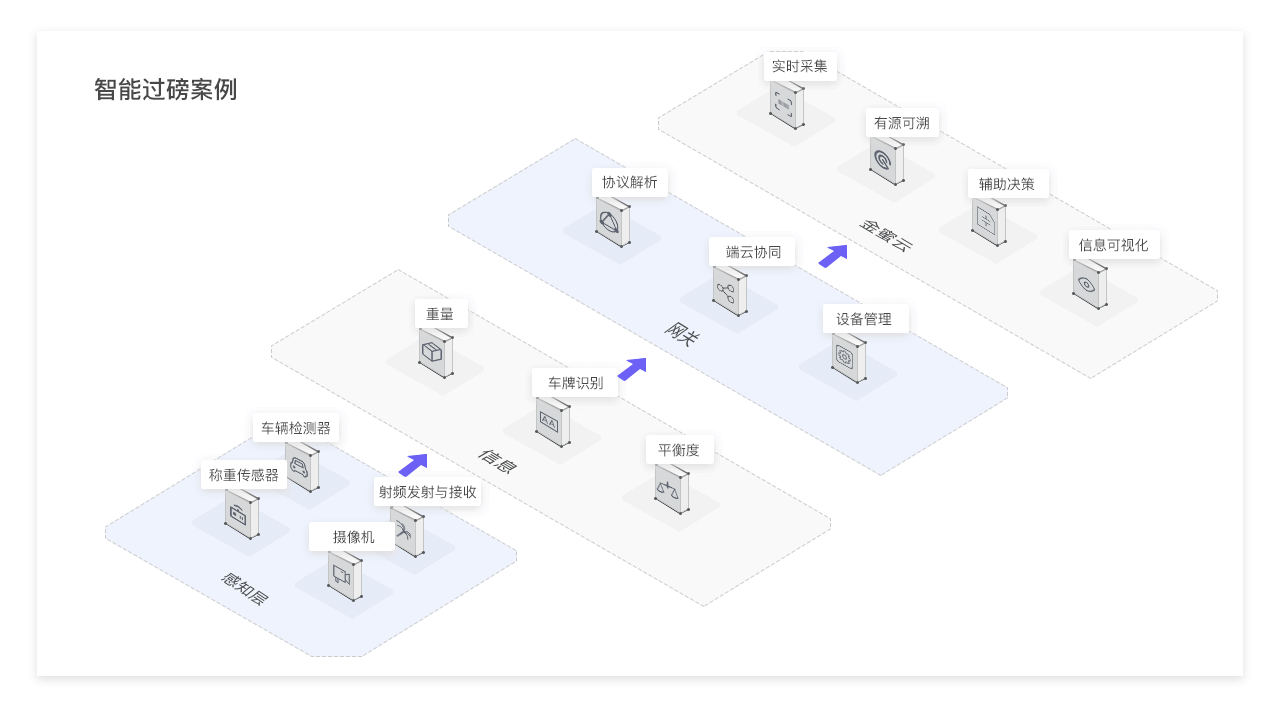 智能过磅案例
实时采集
有源可溯
辅助决策
信息可视化
金蜜云
协议解析
端云协同
设备管理
网关
重量
车牌识别
平衡度
信息
车辆检测器
称重传感器
射频发射与接收
摄像机
感知层